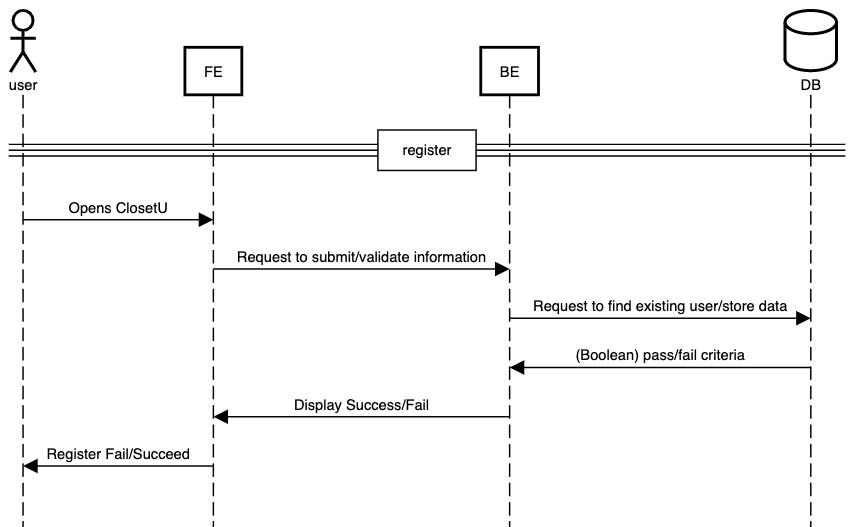 user
FE
BE
DB
register
Opens ClosetU
Request to submit/validate information
Request to find existing user/store data
(Boolean) pass/fail criteria
Display Success/Fail
Register Fail/Succeed